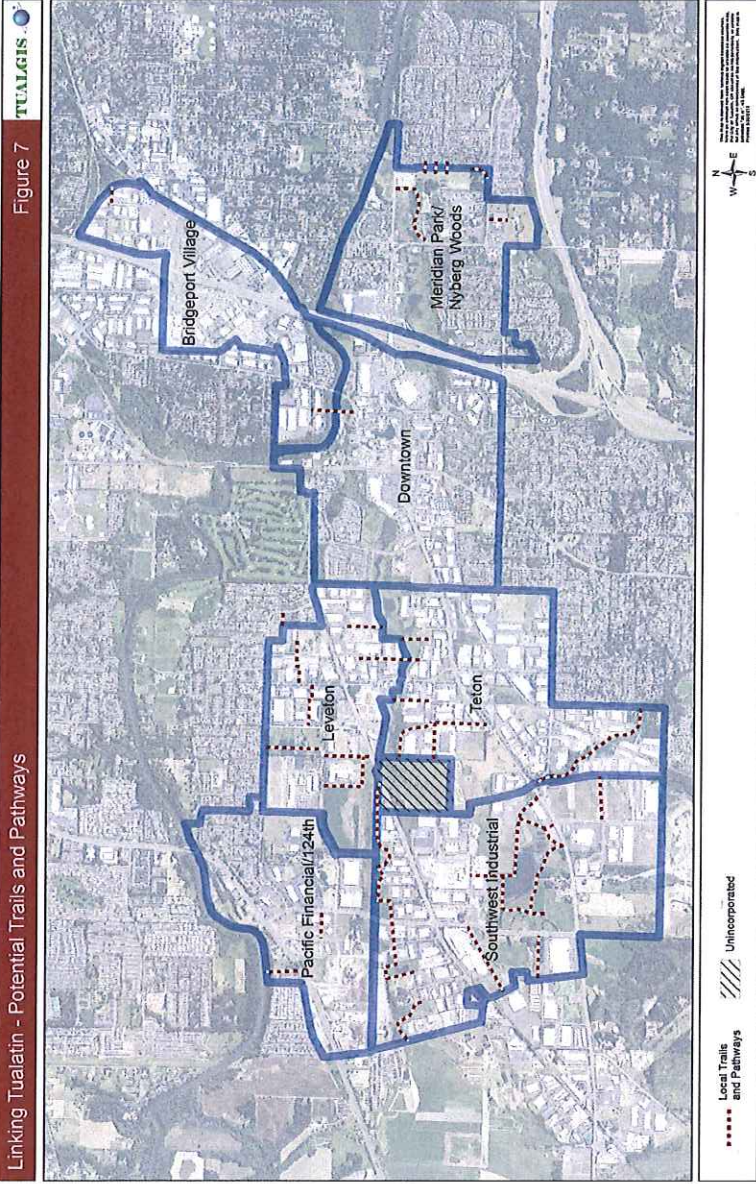 Linking Tualatin - Potential Trails and Pathways
Figure 7
TUALGIS
Bridgeport Village
Meridian Park/
Nyberg Woods
Downtown
Leveton
Teton
Pacific Financial/124th
Southwest Industrial
Local Trails
and Pathways
Unincorporated
N
W
E
S